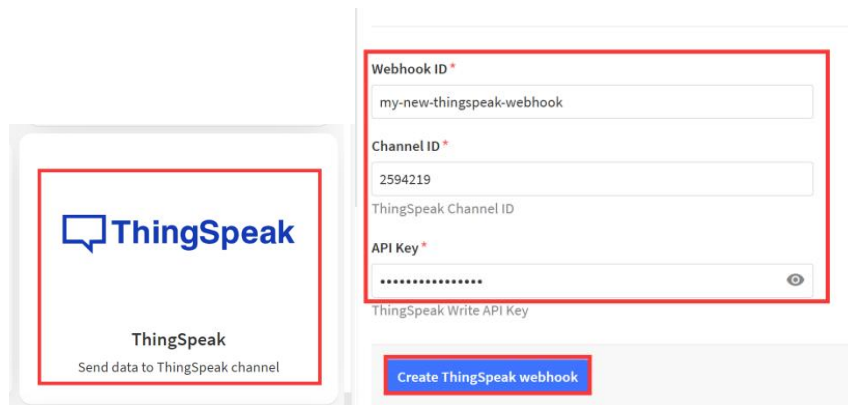 ThingSpeak
ThingSpeak
Send data to ThingSpeak channel
Webhook ID *
my-new-thingspeak-webhook
Channel ID *
2594219
ThingSpeak Channel ID
API Key *
••••••••••••••••
ThingSpeak Write API Key
Create ThingSpeak webhook